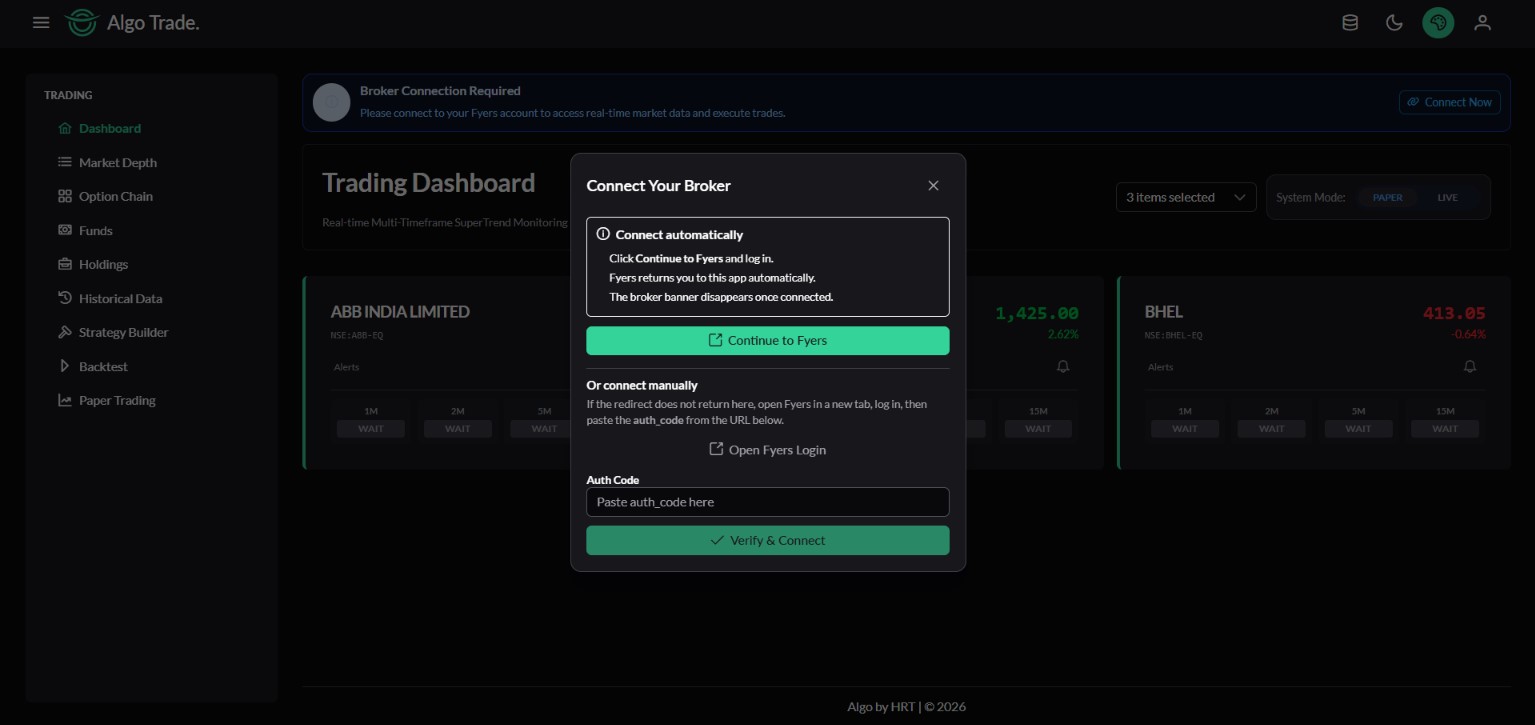 Algo Trade.
TRADING
Dashboard
Market Depth
Option Chain
Funds
Holdings
Historical Data
Strategy Builder
Backtest
Paper Trading
Broker Connection Required
Please connect to your Fyers account to access real-time market data and execute trades.
Connect Now
Trading Dashboard
Real-time Multi-Timeframe SuperTrend Monitoring
3 items selected
System Mode: PAPER LIVE
ABB INDIA LIMITED
NSE:ABB-EQ
Alerts
1M 2M 5M
WAIT WAIT WAIT
1,425.00
2.62%
15M
WAIT
BHEL 413.05
NSE:BHEL-EQ -0.64%
Alerts
1M 2M 5M 15M
WAIT WAIT WAIT WAIT
Connect Your Broker
Connect automatically
Click Continue to Fyers and log in.
Fyers returns you to this app automatically.
The broker banner disappears once connected.
Continue to Fyers
Or connect manually
If the redirect does not return here, open Fyers in a new tab, log in, then
paste the auth_code from the URL below.
Open Fyers Login
Auth Code
Paste auth_code here
Verify & Connect
Algo by HRT | © 2026